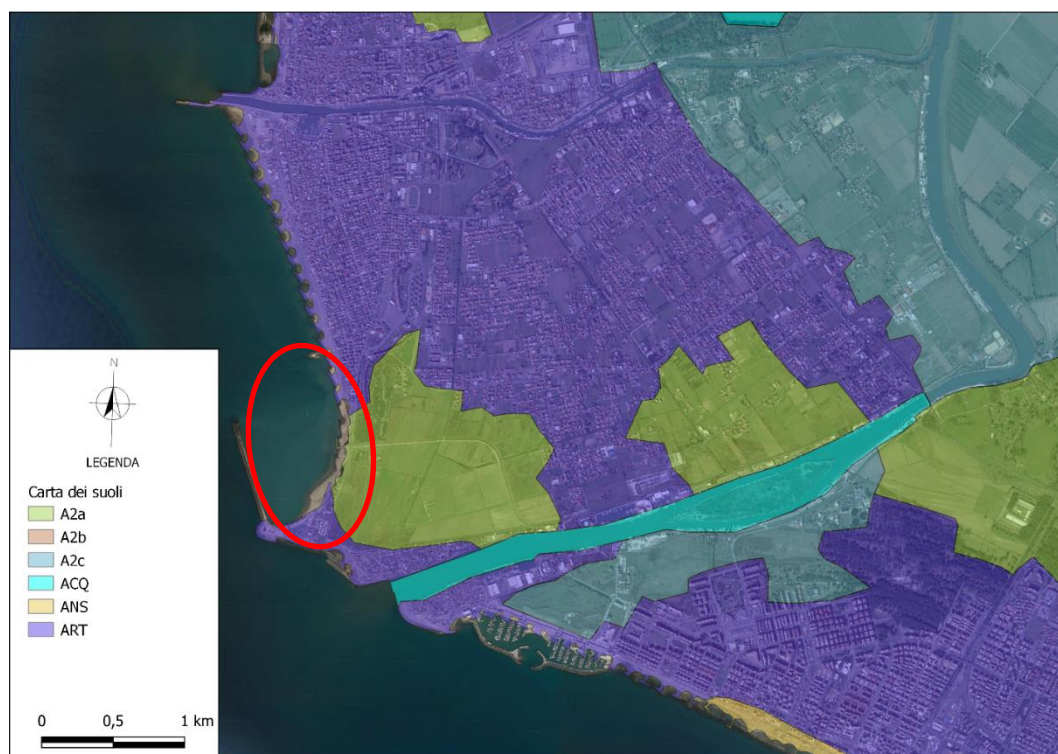 N
LEGENDA
Carta dei suoli
A2a
A2b
A2c
ACQ
ANS
ART
0 0,5 1 km